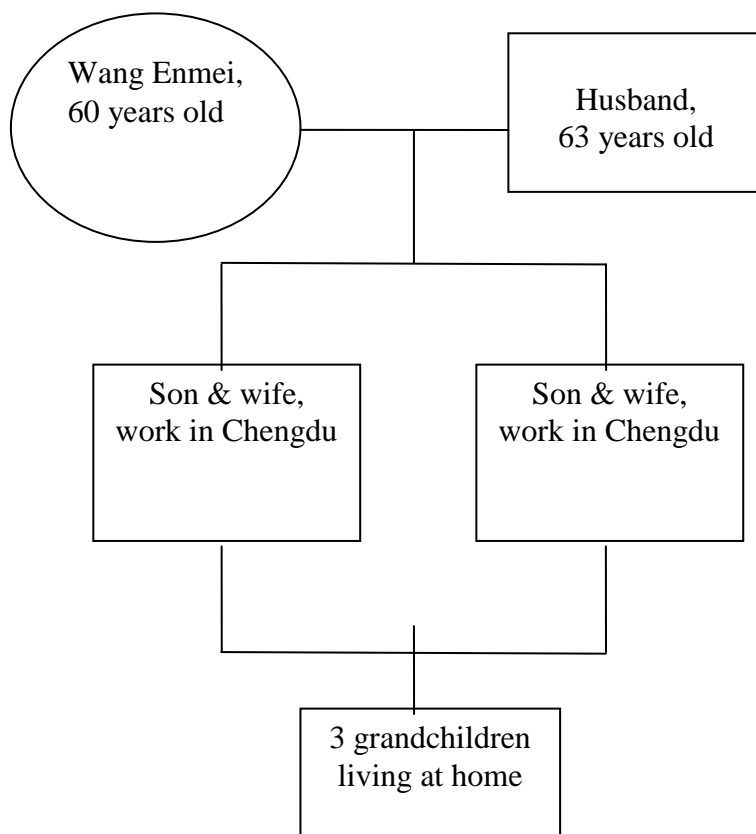 Wang Enmei,
60 years old
Husband,
63 years old
Son & wife,
work in Chengdu
Son & wife,
work in Chengdu
3 grandchildren
living at home